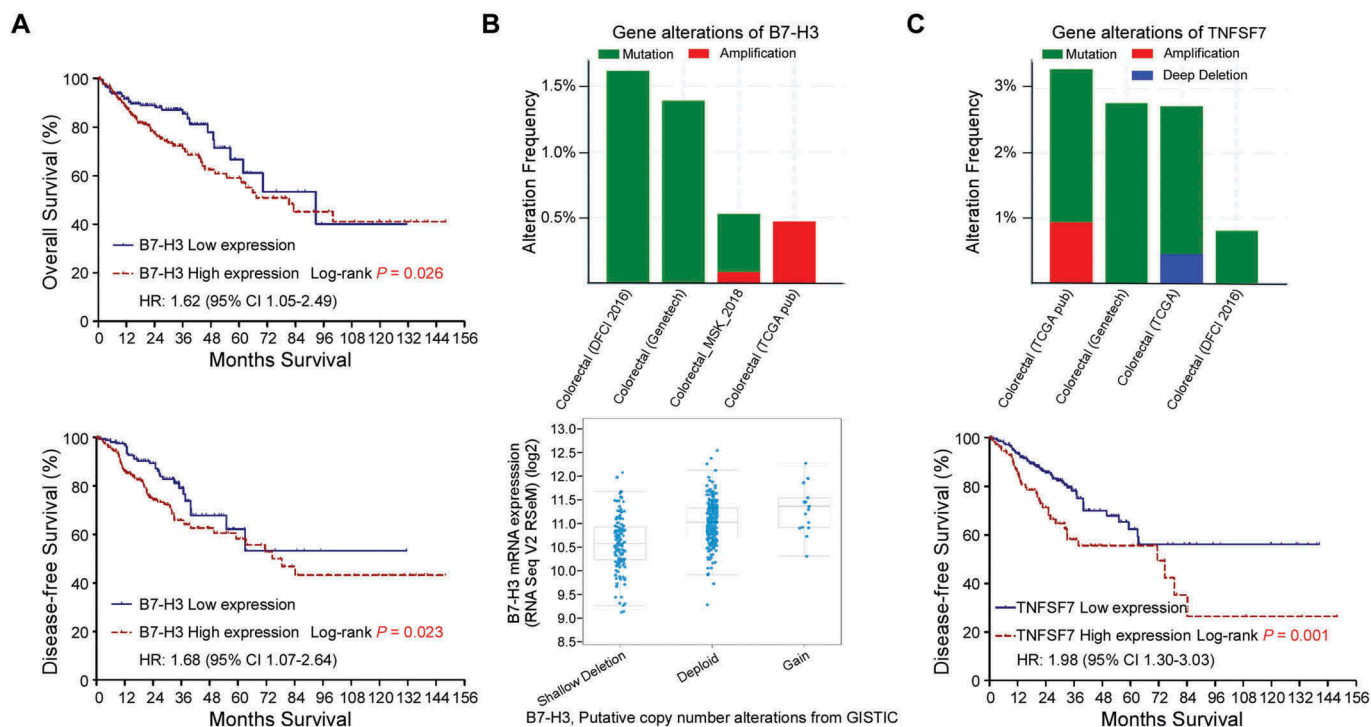 A
100
80
60
40
20
0
Overall Survival (%)
B7-H3 Low expression
B7-H3 High expression Log-rank P = 0.026
HR: 1.62 (95% CI 1.05-2.49)
0 12 24 36 48 60 72 84 96 108 120 132 144 156
Months Survival
100
80
60
40
20
0
Disease-free Survival (%)
B7-H3 Low expression
B7-H3 High expression Log-rank P = 0.023
HR: 1.68 (95% CI 1.07-2.64)
0 12 24 36 48 60 72 84 96 108 120 132 144 156
Months Survival
B
Gene alterations of B7-H3
Mutation Amplification
1.5%
1.0%
0.5%
Alteration Frequency
Colorectal (DFCI 2016)
Colorectal (Genetech)
Colorectal_MSK_2018
Colorectal (TCGA pub)
13.0
12.5
12.0
11.5
11.0
10.5
10.0
9.5
9.0
8.5
B7-H3 mRNA expresssion
(RNA Seq V2 RSeM) (log2)
Shallow Deletion
Deploid
Gain
B7-H3, Putative copy number alterations from GISTIC
C
Gene alterations of TNFSF7
Mutation Amplification
Deep Deletion
3%
2%
1%
Alteration Frequency
Colorectal (TCGA pub)
Colorectal (Genetech)
Colorectal (TCGA)
Colorectal (DFCI 2016)
100
80
60
40
60
0
Disease-free Survival (%)
TNFSF7 Low expression
TNFSF7 High expression Log-rank P = 0.001
HR: 1.98 (95% CI 1.30-3.03)
0 12 24 36 48 60 72 84 96 108 120 132 144 156
Months Survival